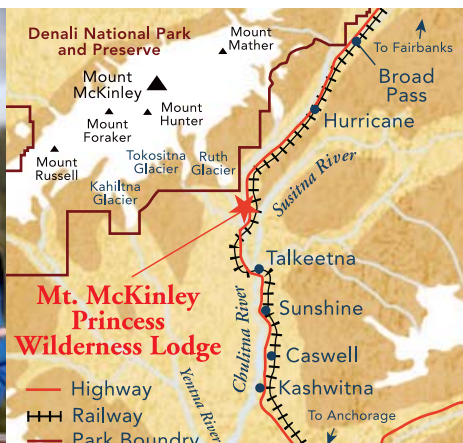 Denali National Park
and Preserve
Mount
Mather
To Fairbanks
Mount
McKinley
Broad
Pass
Mount
Foraker
Mount
Hunter
Hurricane
Mount
Russell
Tokositna
Glacier
Ruth
Glacier
Kahiltna
Glacier
Susitna River
Talkeetna
Mt. McKinley
Princess
Wilderness Lodge
Sunshine
Chulitna River
Caswell
Yentna River
Kashwitna
Highway
Railway
To Anchorage
Park Boundry